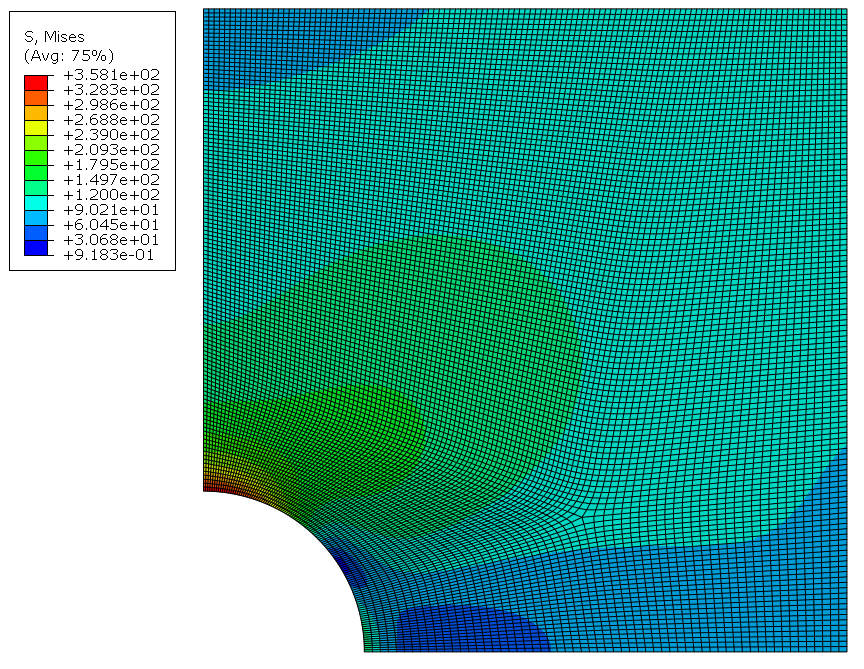 S, Mises
(Avg: 75%)
+3.581e+02
+3.283e+02
+2.986e+02
+2.688e+02
+2.390e+02
+2.093e+02
+1.795e+02
+1.497e+02
+1.200e+02
+9.021e+01
+6.045e+01
+3.068e+01
+9.183e-01